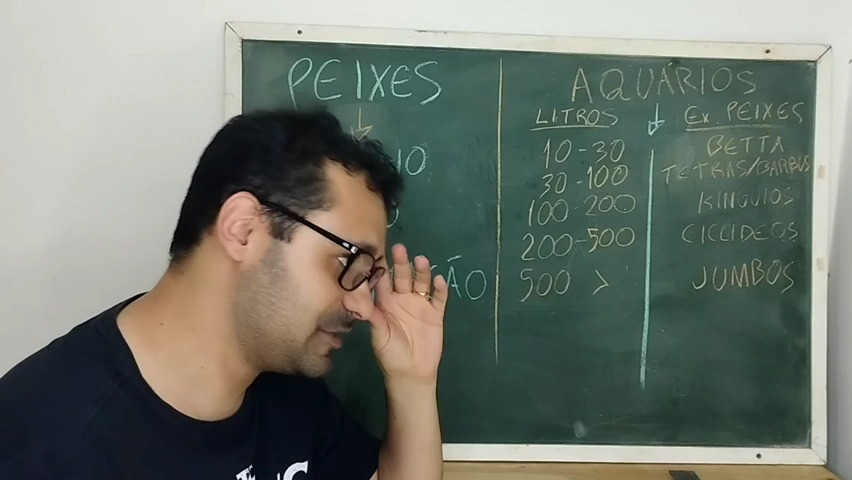 PEIXES
AQUÁRIOS
LITROS
Ex. PEIXES
10-30
BETTA
30-100
TETRAS/BARBUS
100-200
KINGUIOS
200-500
CICLIDEOS
500 >
JUMBOS